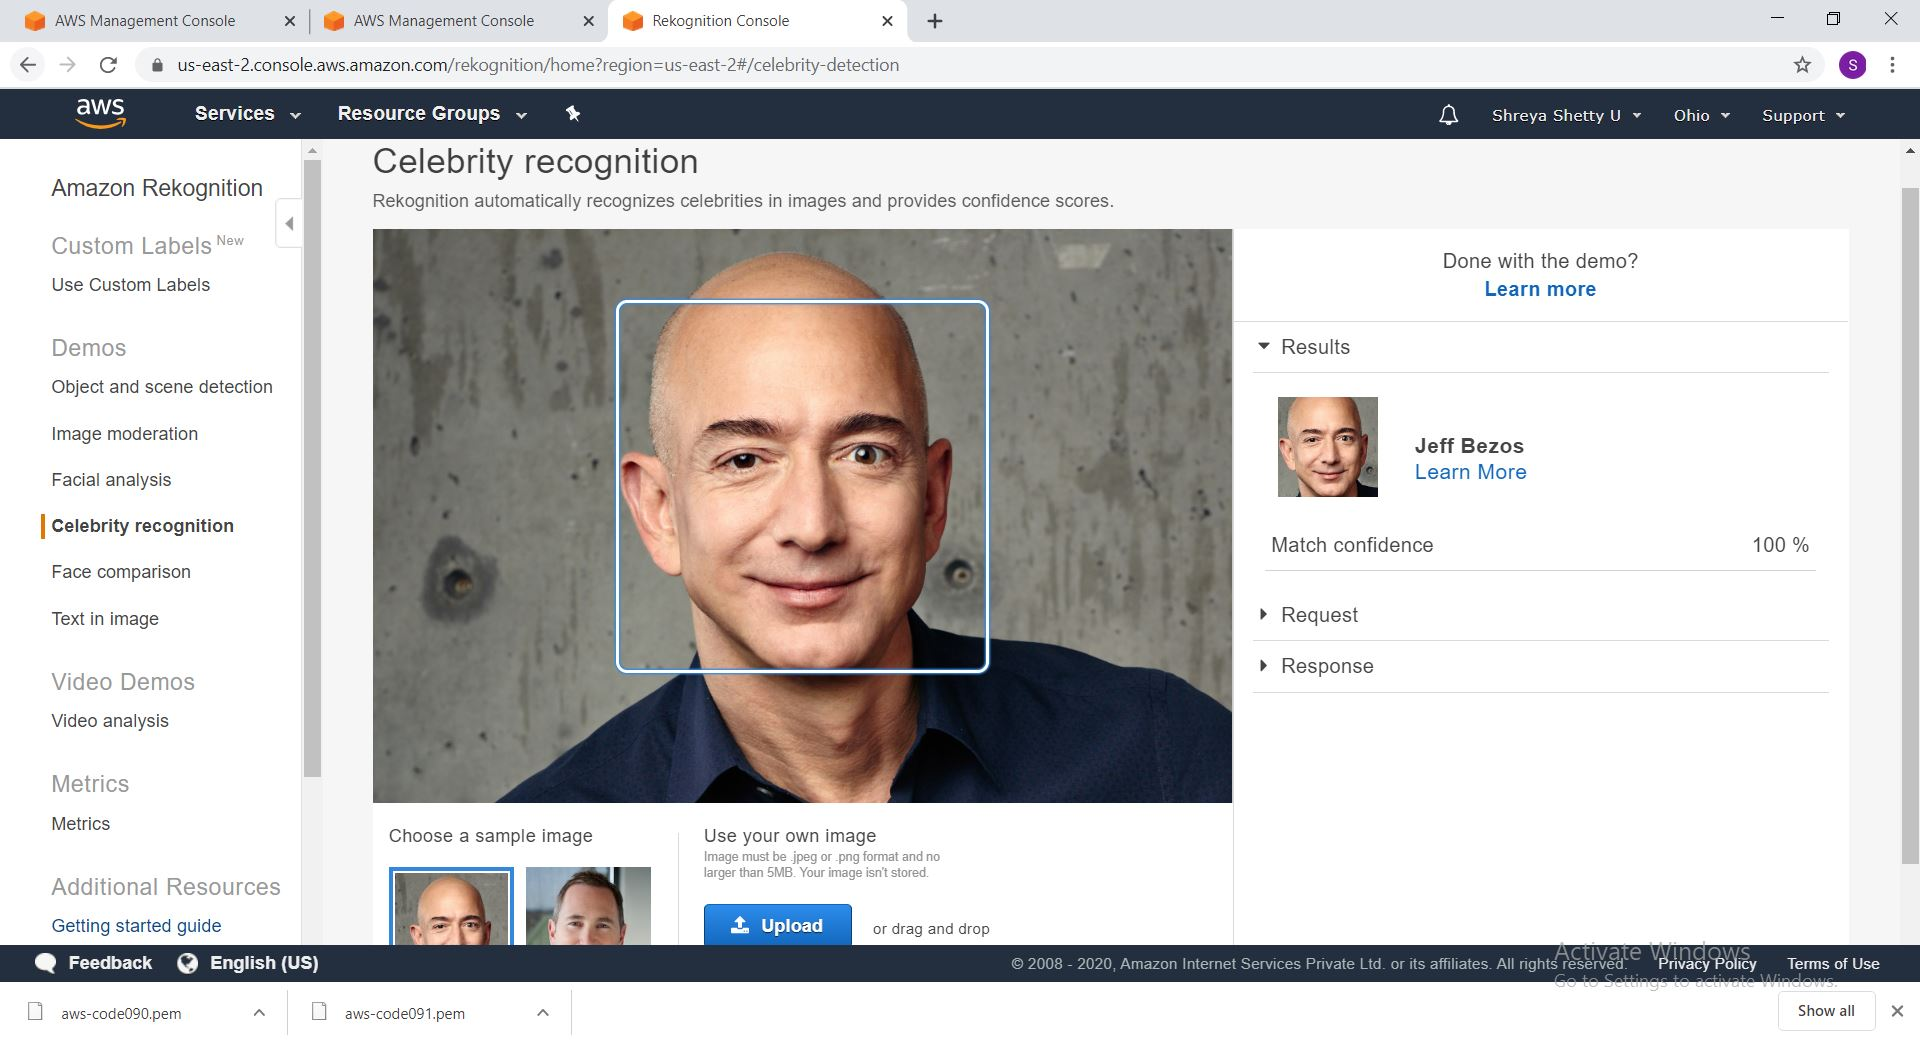 AWS Management Console
AWS Management Console
Rekognition Console
us-east-2.console.aws.amazon.com/rekognition/home?region=us-east-2#/celebrity-detection
S
aws
Services
Resource Groups
Shreya Shetty U
Ohio
Support
Amazon Rekognition
Custom Labels New
Use Custom Labels
Demos
Object and scene detection
Image moderation
Facial analysis
Celebrity recognition
Face comparison
Text in image
Video Demos
Video analysis
Metrics
Metrics
Additional Resources
Getting started guide
Celebrity recognition
Rekognition automatically recognizes celebrities in images and provides confidence scores.
Choose a sample image
Use your own image
Image must be .jpeg or .png format and no
larger than 5MB. Your image isn't stored.
Upload
or drag and drop
Done with the demo?
Learn more
Results
Jeff Bezos
Learn More
Match confidence 100 %
Request
Response
Feedback
English (US)
© 2008 - 2020, Amazon Internet Services Private Ltd. or its affiliates. All rights reserved.
Privacy Policy
Terms of Use
Activate Windows
Go to Settings to activate Windows.
aws-code090.pem
aws-code091.pem
Show all